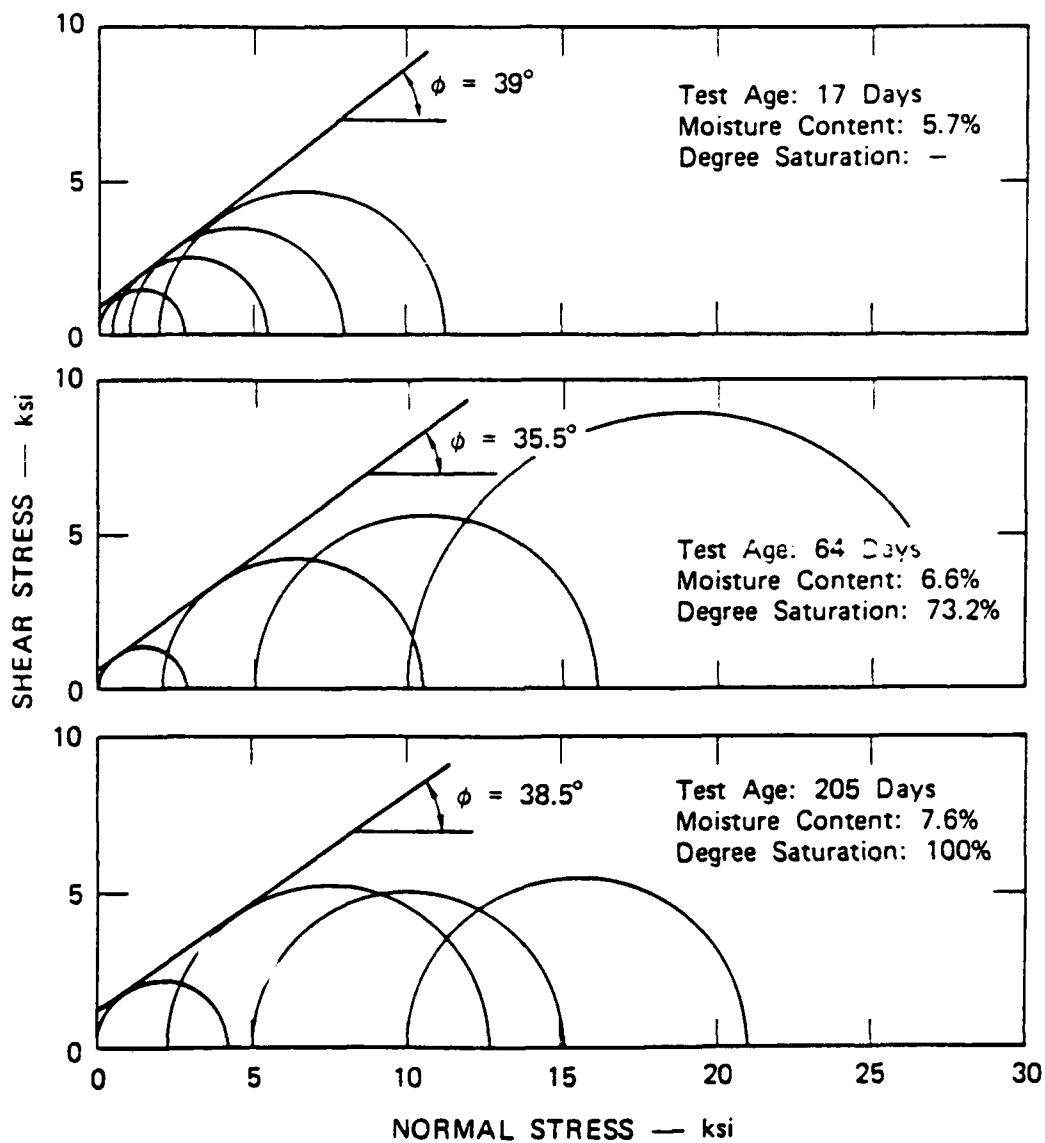 10
φ = 39°
Test Age: 17 Days
Moisture Content: 5.7%
Degree Saturation: –
5
0
10
φ = 35.5°
5
Test Age: 64 Days
Moisture Content: 6.6%
Degree Saturation: 73.2%
0
SHEAR STRESS — ksi
10
φ = 38.5°
Test Age: 205 Days
Moisture Content: 7.6%
Degree Saturation: 100%
5
0
0 5 10 15 20 25 30
NORMAL STRESS — ksi